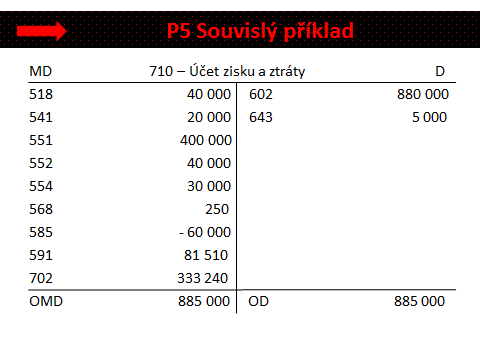 P5 Souvislý příklad
MD 710 – Účet zisku a ztráty D
518 40 000 602 880 000
541 20 000 643 5 000
551 400 000
552 40 000
554 30 000
568 250
585 - 60 000
591 81 510
702 333 240
OMD 885 000 OD 885 000